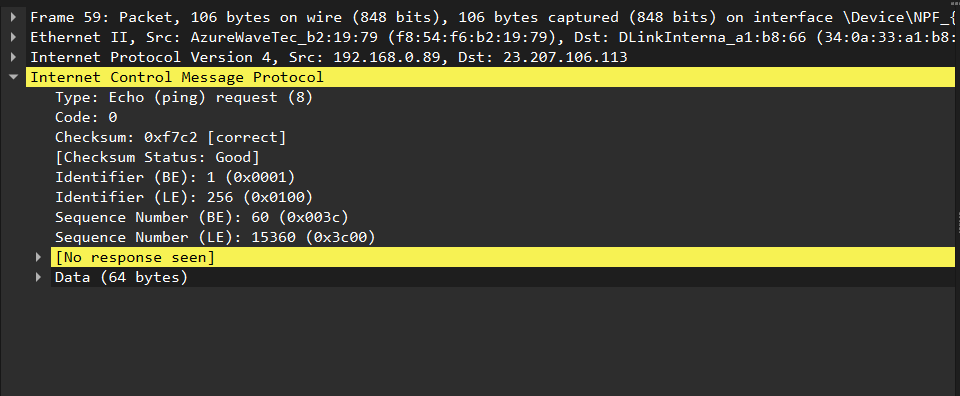 Frame 59: Packet, 106 bytes on wire (848 bits), 106 bytes captured (848 bits) on interface \Device\NPF_{
Ethernet II, Src: AzureWaveTec_b2:19:79 (f8:54:f6:b2:19:79), Dst: DLinkInterna_a1:b8:66 (34:0a:33:a1:b8:
Internet Protocol Version 4, Src: 192.168.0.89, Dst: 23.207.106.113
Internet Control Message Protocol
Type: Echo (ping) request (8)
Code: 0
Checksum: 0xf7c2 [correct]
[Checksum Status: Good]
Identifier (BE): 1 (0x0001)
Identifier (LE): 256 (0x0100)
Sequence Number (BE): 60 (0x003c)
Sequence Number (LE): 15360 (0x3c00)
[No response seen]
Data (64 bytes)